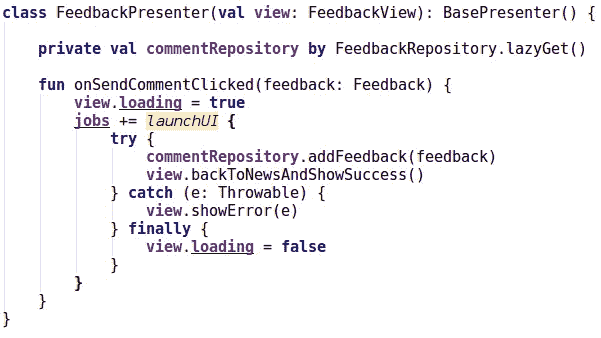 class FeedbackPresenter(val view: FeedbackView): BasePresenter() {
    private val commentRepository by FeedbackRepository.lazyGet()
    fun onSendCommentClicked(feedback: Feedback) {
        view.loading = true
        jobs += launchUI {
            try {
                commentRepository.addFeedback(feedback)
                view.backToNewsAndShowSuccess()
            } catch (e: Throwable) {
                view.showError(e)
            } finally {
                view.loading = false
            }
        }
    }
}